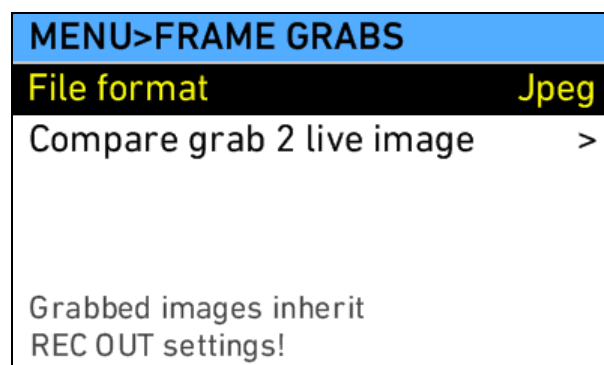 MENU>FRAME GRABS
File format Jpeg
Compare grab 2 live image >
Grabbed images inherit
REC OUT settings!